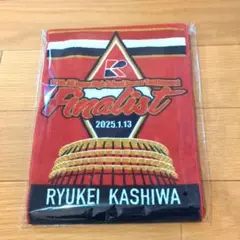 Finalist
2025.1.13
RYUKEI KASHIWA